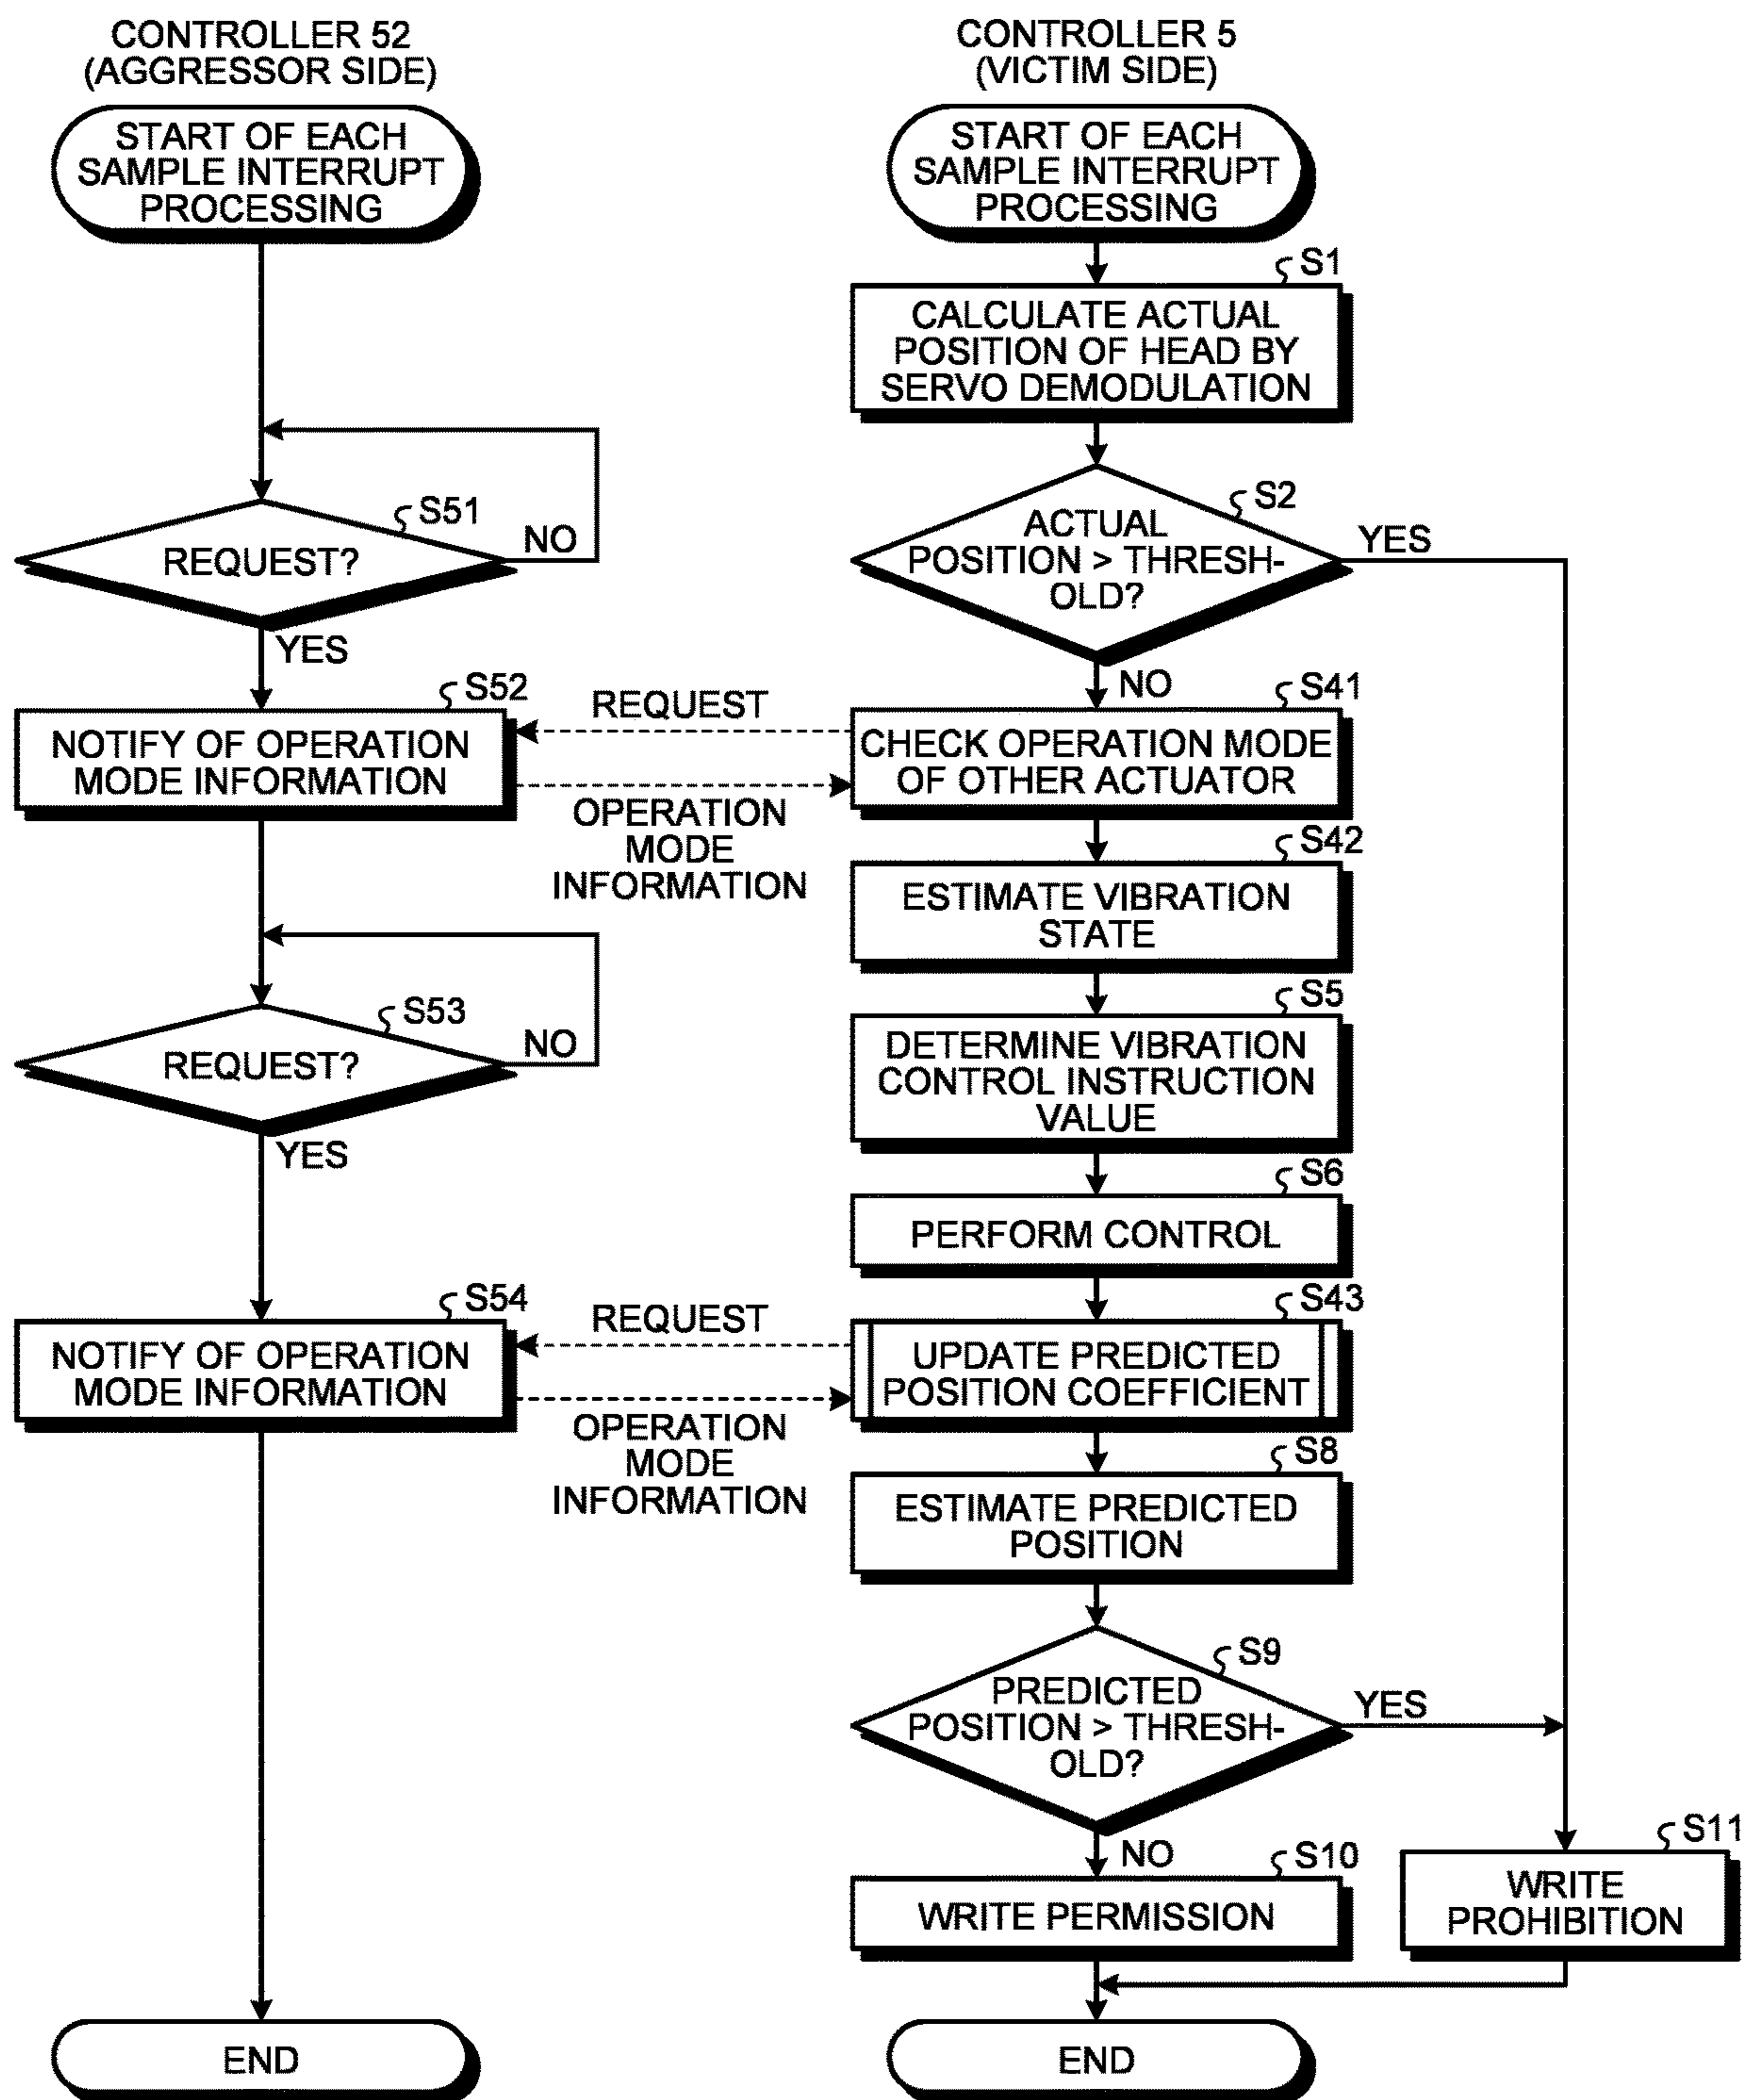 CONTROLLER 52
(AGGRESSOR SIDE)
START OF EACH
SAMPLE INTERRUPT
PROCESSING
S51
REQUEST?
NO
YES
S52
NOTIFY OF OPERATION
MODE INFORMATION
S53
REQUEST?
NO
YES
S54
NOTIFY OF OPERATION
MODE INFORMATION
END
REQUEST
OPERATION
MODE
INFORMATION
REQUEST
OPERATION
MODE
INFORMATION
CONTROLLER 5
(VICTIM SIDE)
START OF EACH
SAMPLE INTERRUPT
PROCESSING
S1
CALCULATE ACTUAL
POSITION OF HEAD BY
SERVO DEMODULATION
S2
ACTUAL
POSITION > THRESH-
OLD?
YES
NO
S41
CHECK OPERATION MODE
OF OTHER ACTUATOR
S42
ESTIMATE VIBRATION
STATE
S5
DETERMINE VIBRATION
CONTROL INSTRUCTION
VALUE
S6
PERFORM CONTROL
S43
UPDATE PREDICTED
POSITION COEFFICIENT
S8
ESTIMATE PREDICTED
POSITION
S9
PREDICTED
POSITION > THRESH-
OLD?
YES
NO
S10
WRITE PERMISSION
S11
WRITE
PROHIBITION
END